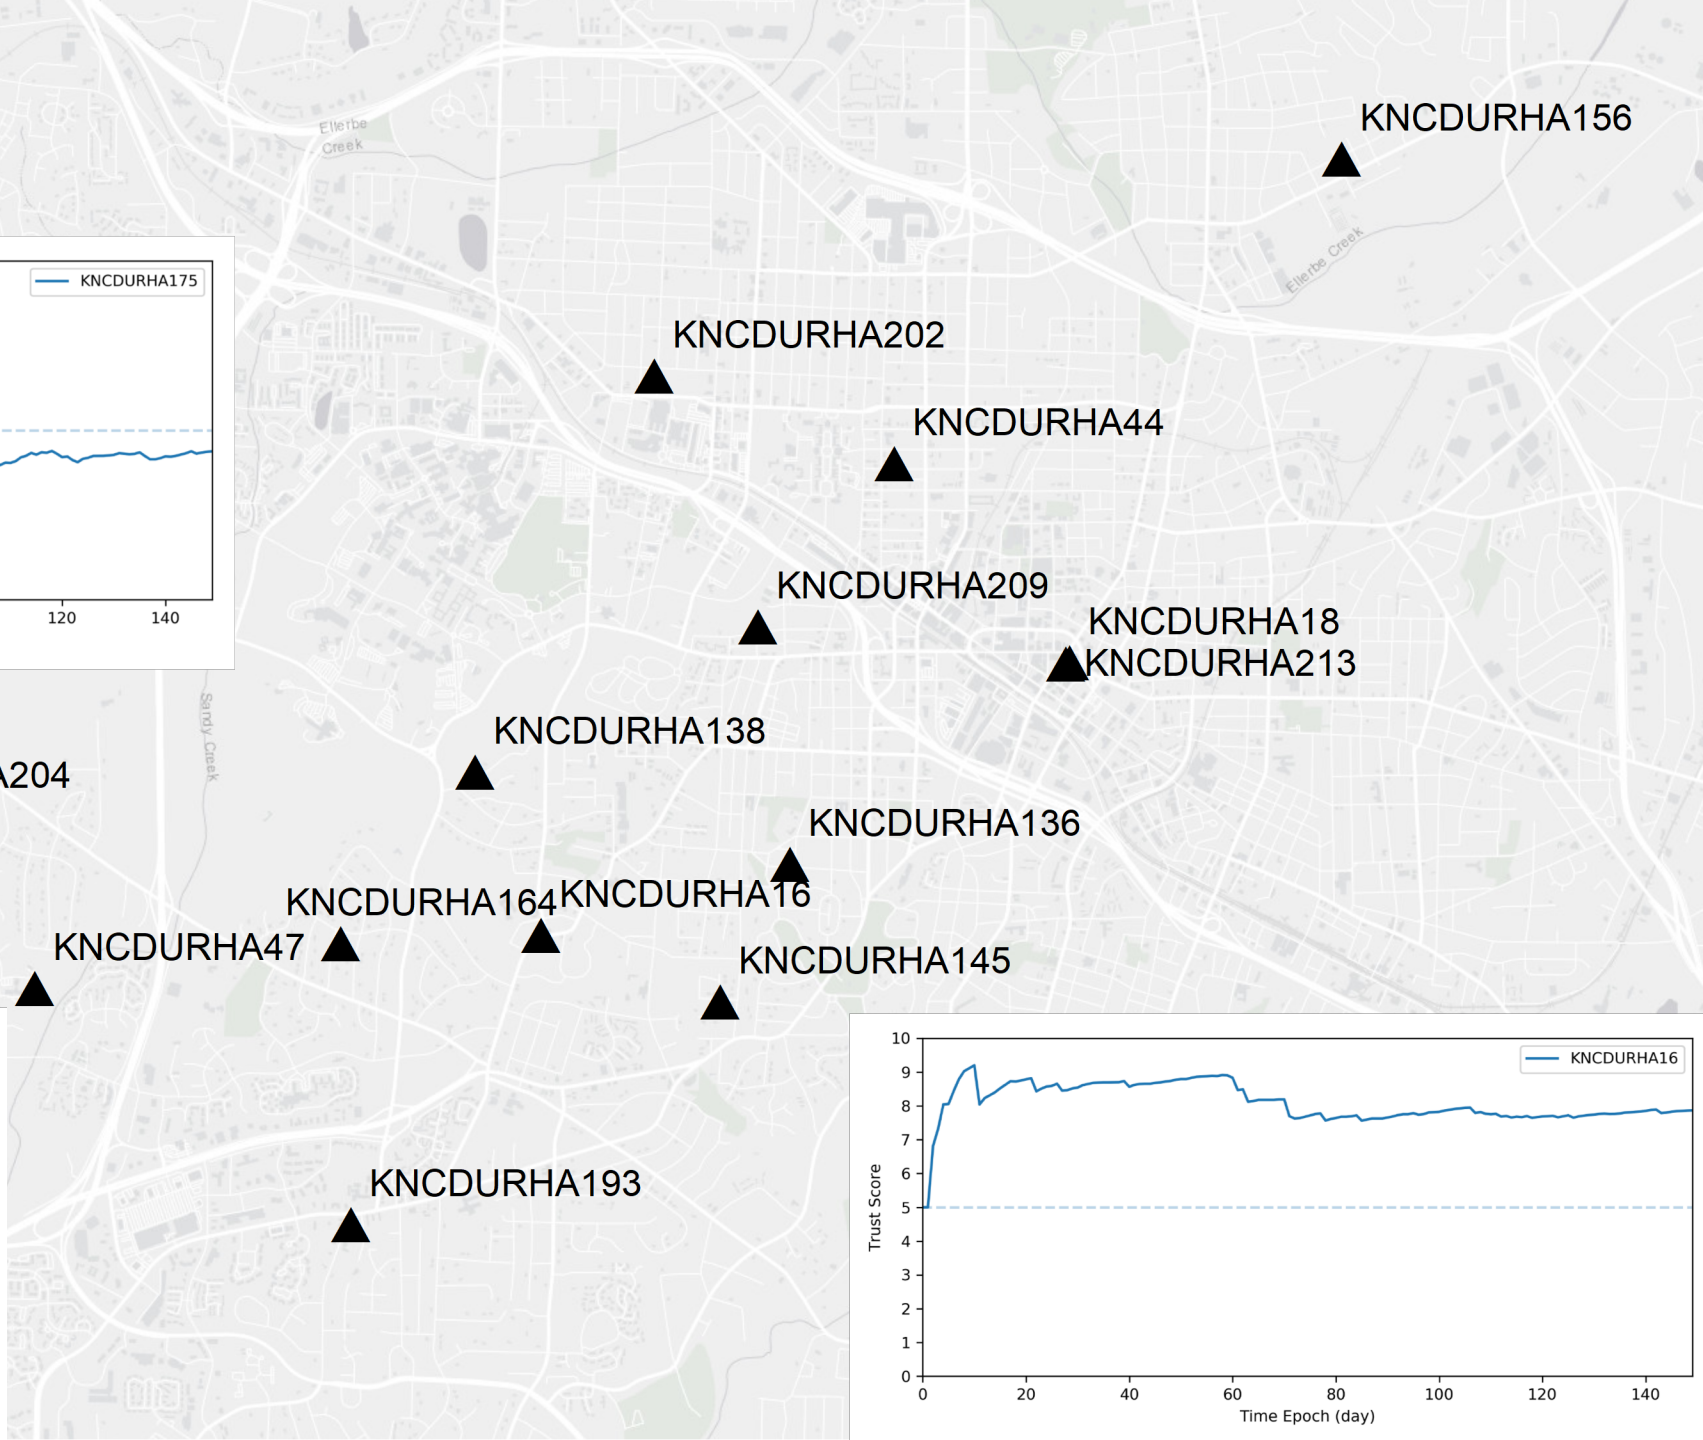 KNCDURHA156
Ellerbe
Creek
Ellerbe Creek
KNCDURHA175
KNCDURHA202
KNCDURHA44
KNCDURHA209
120
140
KNCDURHA18
KNCDURHA213
Sandy Creek
KNCDURHA138
A204
KNCDURHA136
KNCDURHA164
KNCDURHA16
KNCDURHA47
KNCDURHA145
KNCDURHA193
KNCDURHA16
10
9
8
7
6
5
4
3
2
1
0
Trust Score
0 20 40 60 80 100 120 140
Time Epoch (day)